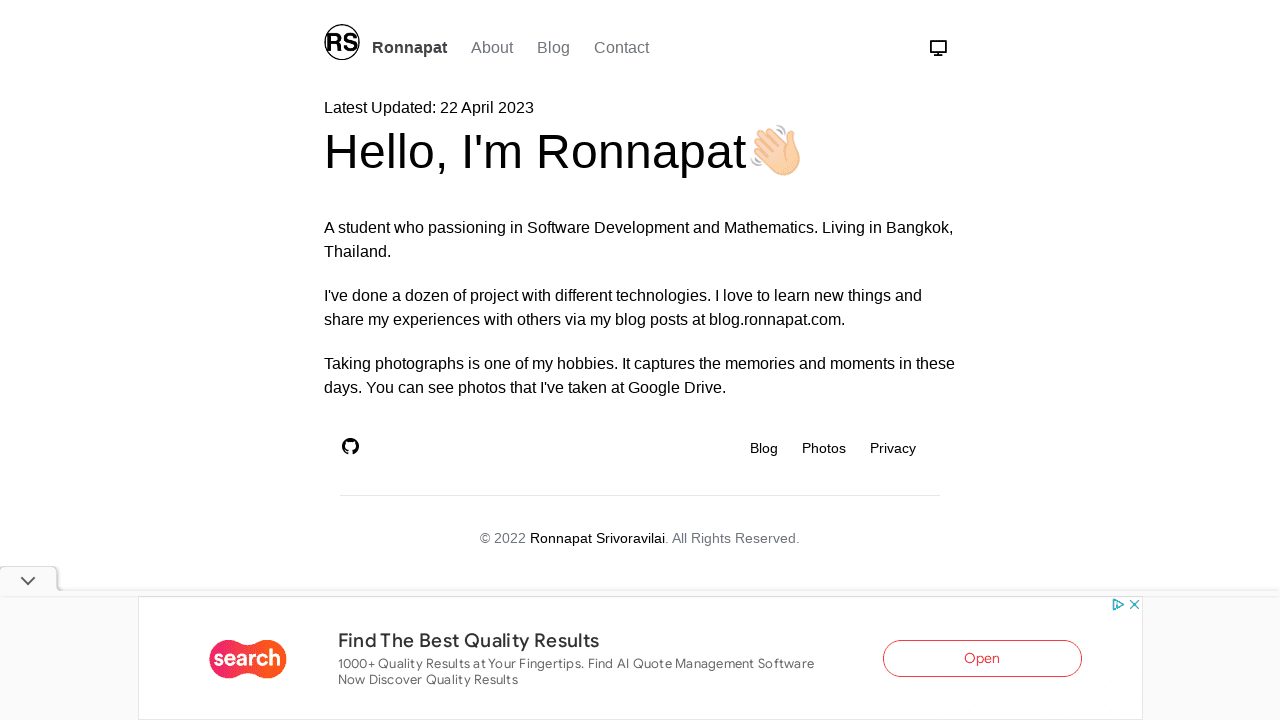 RS Ronnapat About Blog Contact
Latest Updated: 22 April 2023
Hello, I'm Ronnapat👋🏻
A student who passioning in Software Development and Mathematics. Living in Bangkok,
Thailand.
I've done a dozen of project with different technologies. I love to learn new things and
share my experiences with others via my blog posts at blog.ronnapat.com.
Taking photographs is one of my hobbies. It captures the memories and moments in these
days. You can see photos that I've taken at Google Drive.
Blog Photos Privacy
© 2022 Ronnapat Srivoravilai. All Rights Reserved.
search
Find The Best Quality Results
1000+ Quality Results at Your Fingertips. Find AI Quote Management Software
Now Discover Quality Results
Open